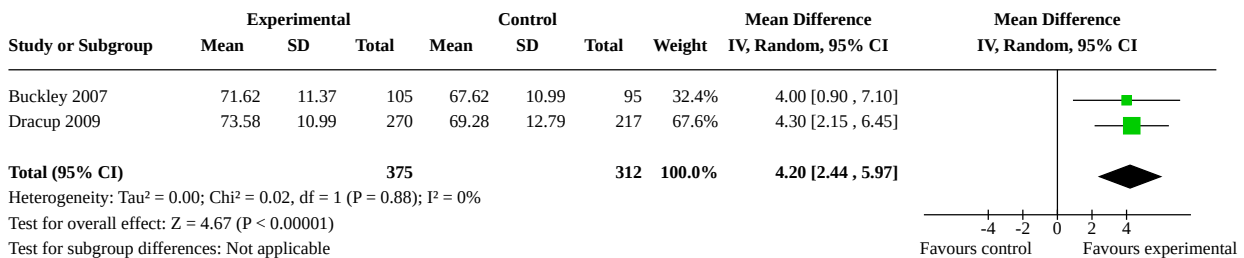 Experimental Control Mean Difference Mean Difference
Study or Subgroup Mean SD Total Mean SD Total Weight IV, Random, 95% CI IV, Random, 95% CI
Buckley 2007 71.62 11.37 105 67.62 10.99 95 32.4% 4.00 [0.90 , 7.10]
Dracup 2009 73.58 10.99 270 69.28 12.79 217 67.6% 4.30 [2.15 , 6.45]
Total (95% CI) 375 312 100.0% 4.20 [2.44 , 5.97]
Heterogeneity: Tau² = 0.00; Chi² = 0.02, df = 1 (P = 0.88); I² = 0%
Test for overall effect: Z = 4.67 (P < 0.00001)
-4 -2 0 2 4
Test for subgroup differences: Not applicable Favours control Favours experimental